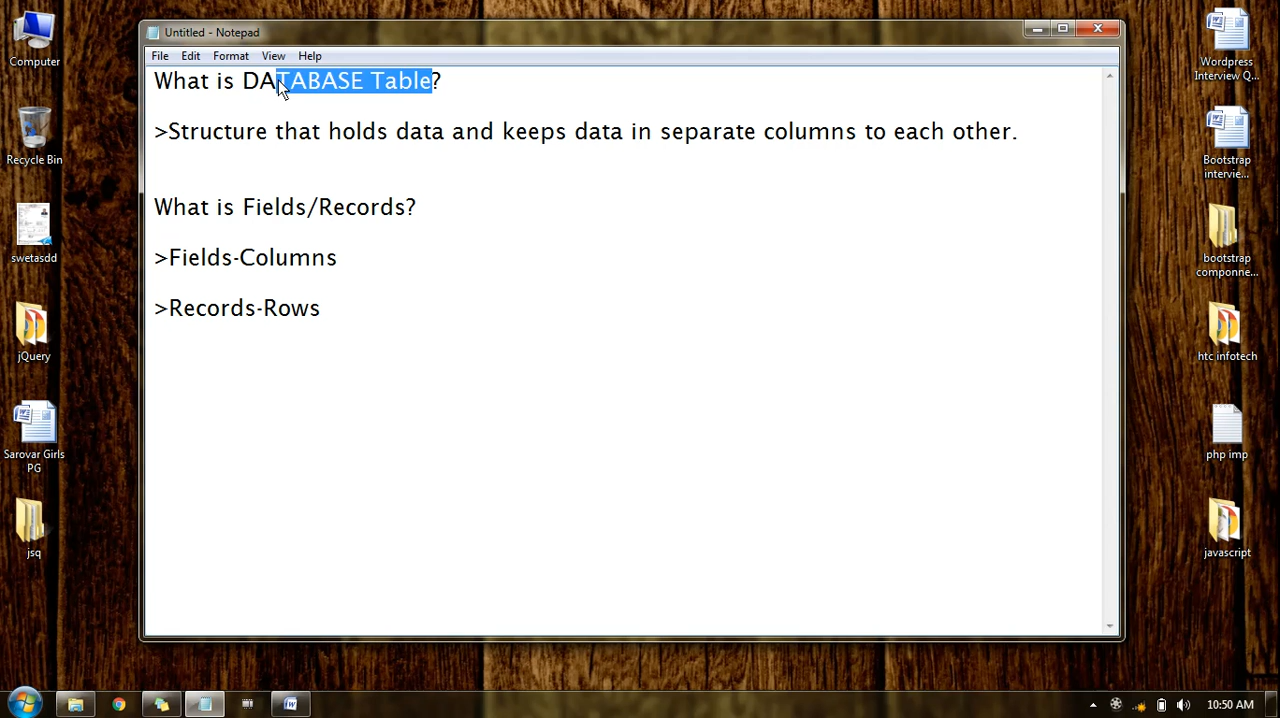 Untitled - Notepad
File Edit Format View Help
What is DATABASE Table?
>Structure that holds data and keeps data in separate columns to each other.
What is Fields/Records?
>Fields-Columns
>Records-Rows
Computer
Recycle Bin
swetasdd
jQuery
Sarovar Girls
PG
jsq
Wordpress
Interview Q...
Bootstrap
intervie...
bootstrap
componne...
htc infotech
php imp
javascript
10:50 AM